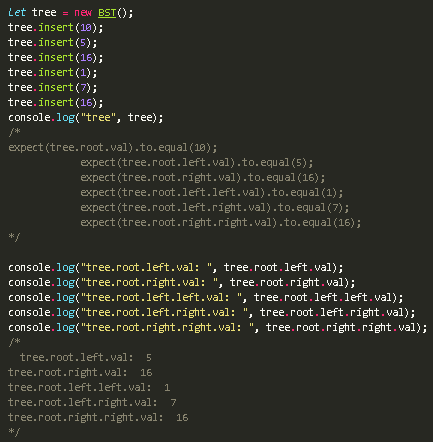 let tree = new BST();
tree.insert(10);
tree.insert(5);
tree.insert(16);
tree.insert(1);
tree.insert(7);
tree.insert(16);
console.log("tree", tree);
/*
expect(tree.root.val).to.equal(10);
            expect(tree.root.left.val).to.equal(5);
            expect(tree.root.right.val).to.equal(16);
            expect(tree.root.left.left.val).to.equal(1);
            expect(tree.root.left.right.val).to.equal(7);
            expect(tree.root.right.right.val).to.equal(16);
*/

console.log("tree.root.left.val: ", tree.root.left.val);
console.log("tree.root.right.val: ", tree.root.right.val);
console.log("tree.root.left.left.val: ", tree.root.left.left.val);
console.log("tree.root.left.right.val: ", tree.root.left.right.val);
console.log("tree.root.right.right.val: ", tree.root.right.right.val);
/*
  tree.root.left.val:  5
tree.root.right.val:  16
tree.root.left.left.val:  1
tree.root.left.right.val:  7
tree.root.right.right.val:  16
*/